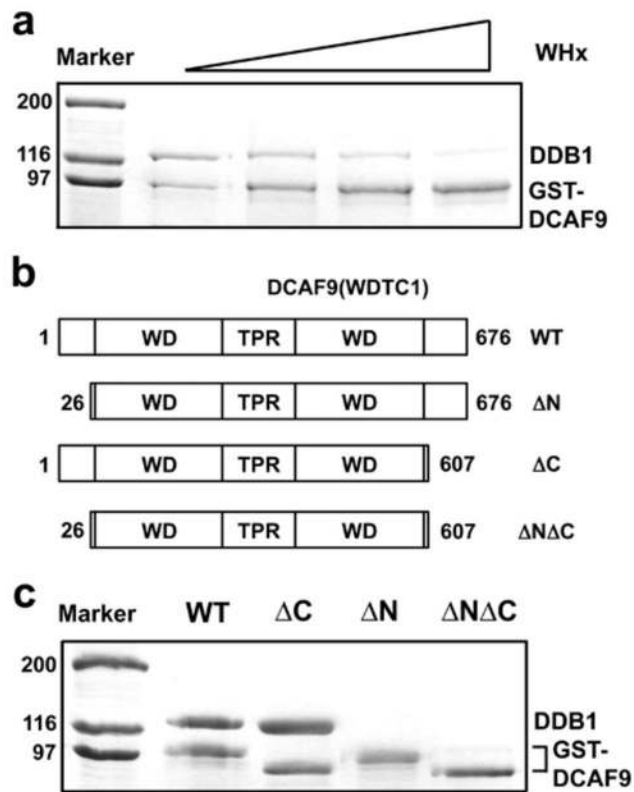 a
Marker WHx
200
116 DDB1
97 GST-
DCAF9
b
DCAF9(WDTC1)
1 WD TPR WD 676 WT
26 WD TPR WD 676 ΔN
1 WD TPR WD 607 ΔC
26 WD TPR WD 607 ΔNΔC
c
Marker WT ΔC ΔN ΔNΔC
200
116 DDB1
97 GST-
DCAF9